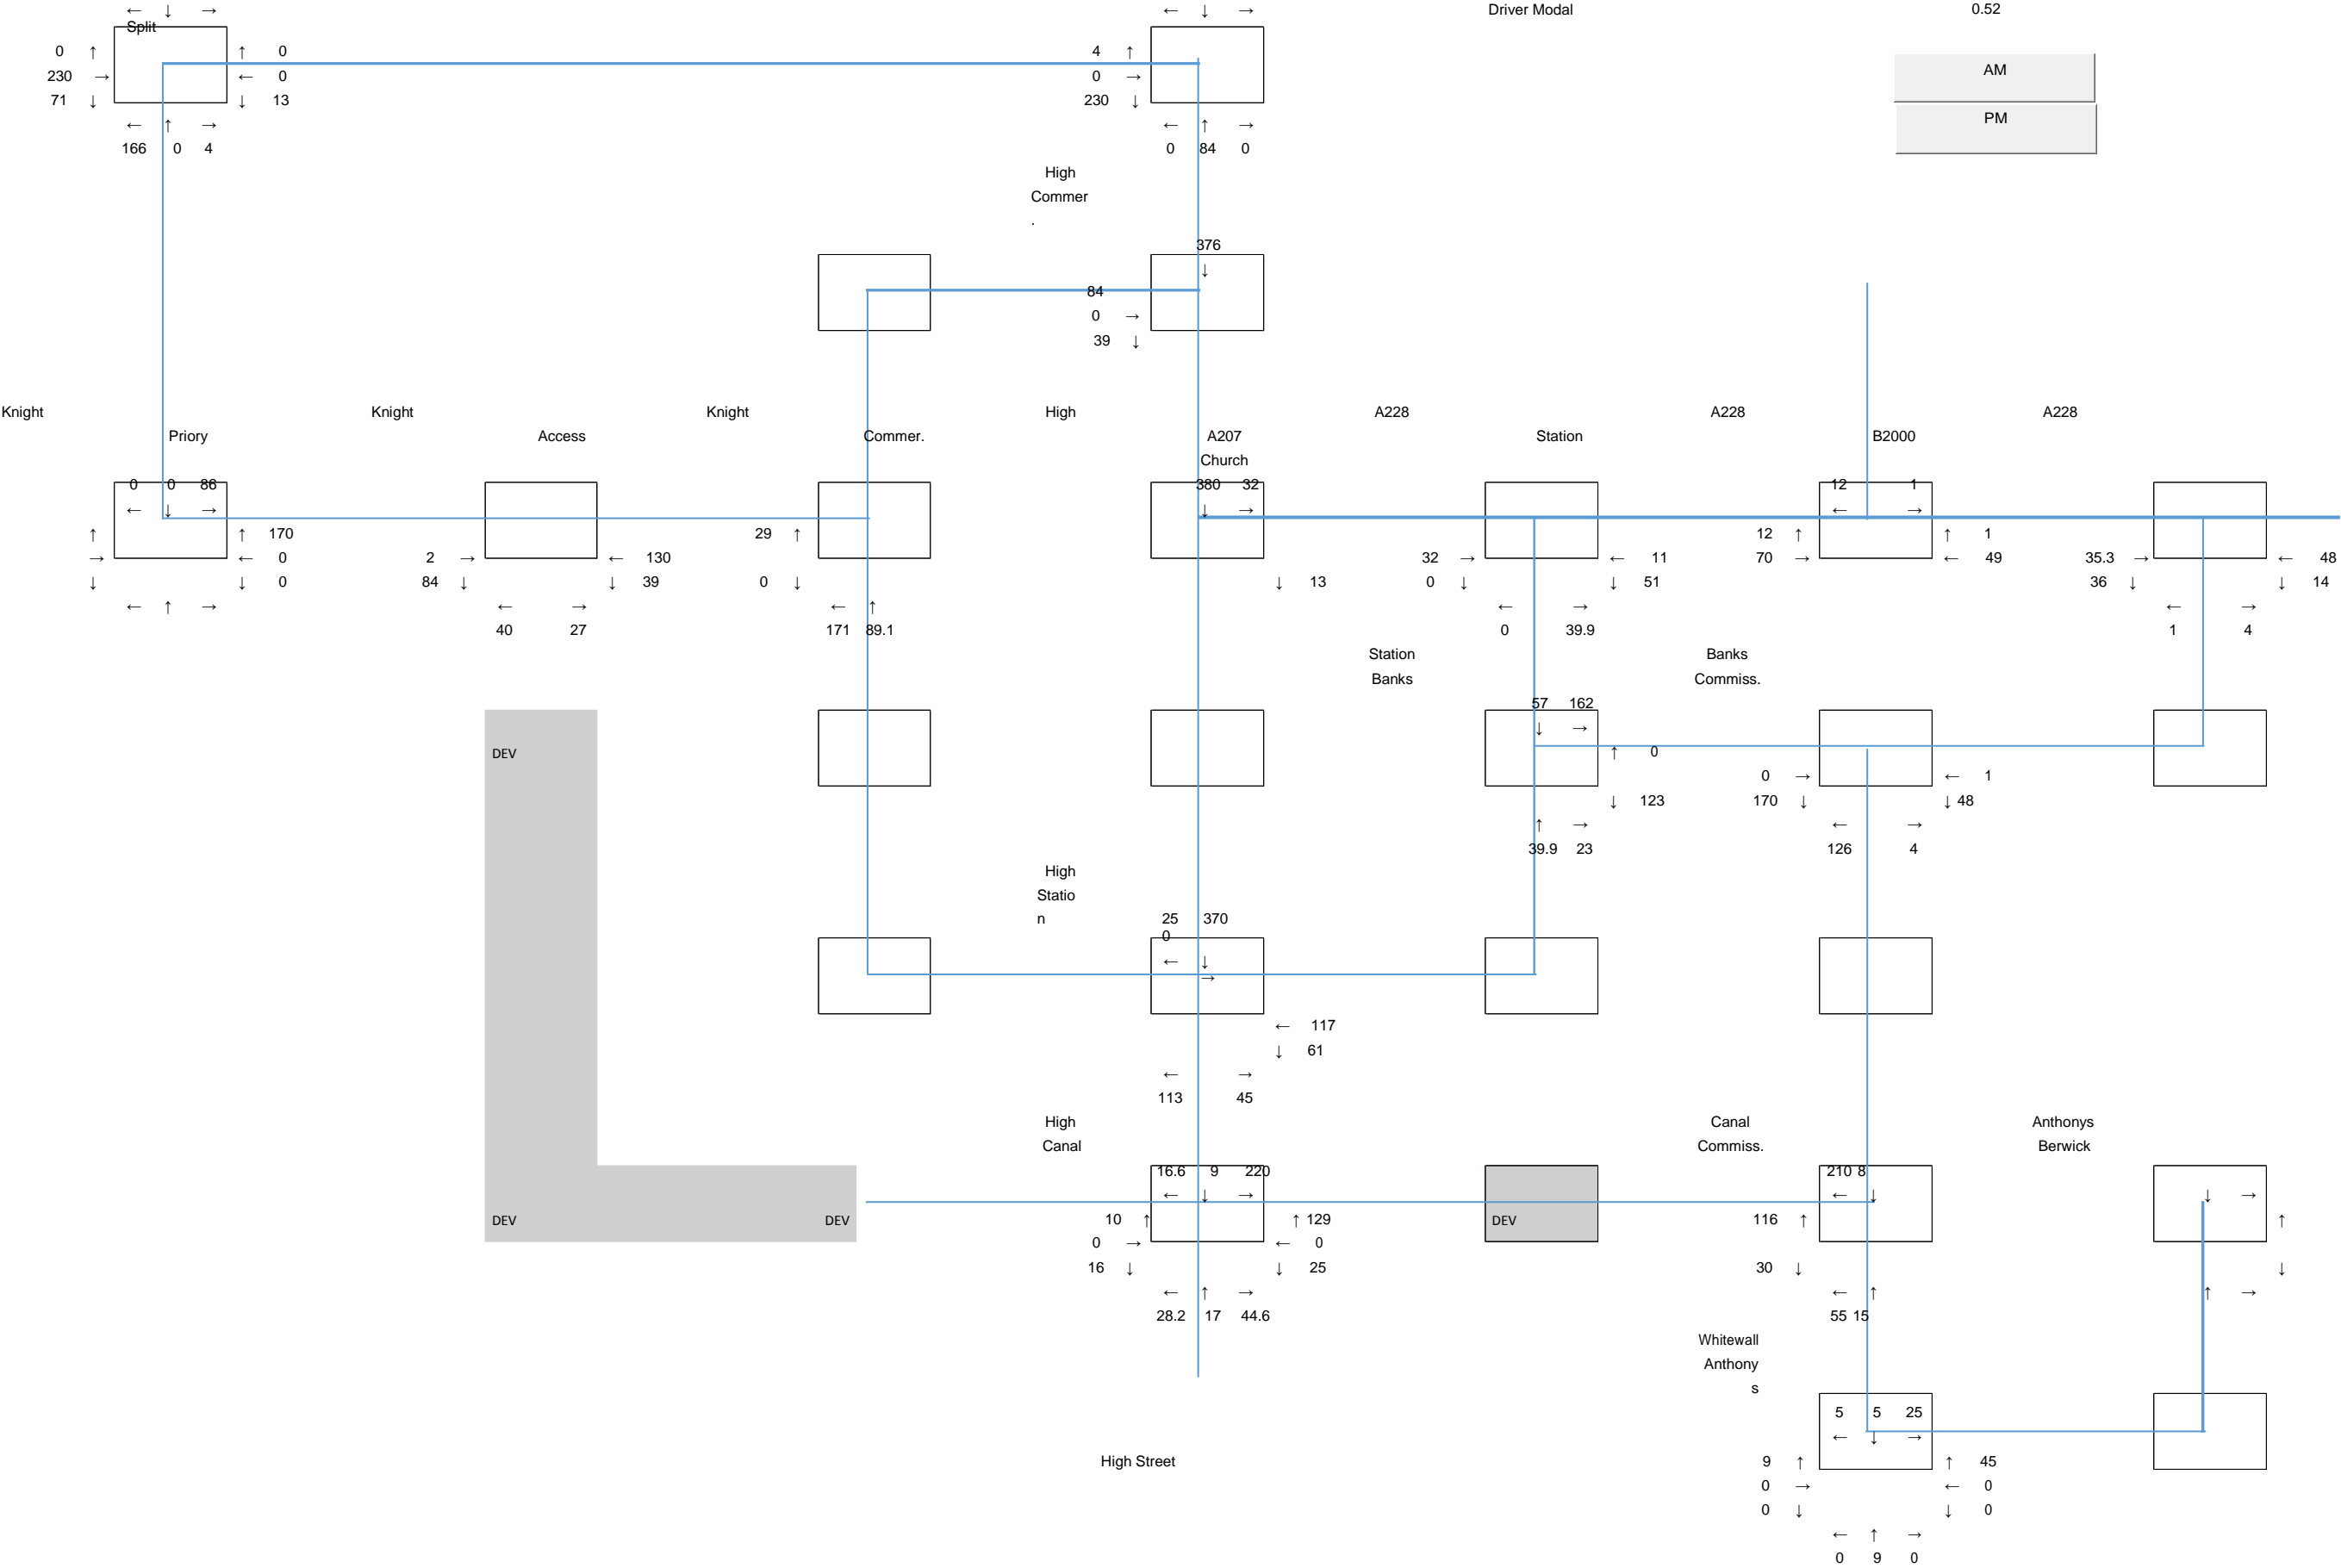 ← ↓ → ← ↓ → Driver Modal 0.52
Split
0 ↑ ↑ 0 4 ↑
230 → ← 0 0 → AM
71 ↓ ↓ 13 230 ↓
PM
← ↑ → ← ↑ →
166 0 4 0 84 0
High
Commer
.
376
↓
84
0 →
39 ↓
Knight Knight Knight High A228 A228 A228
Priory Access Commer. A207 Station B2000
Church
0 0 86 380 32 12 1
← ↓ → ↓ → ← →
↑ ↑ 170 29 ↑ 12 ↑ ↑ 1
→ ← 0 2 → ← 130 32 → ← 11 70 → ← 49 35.3 → ← 48
↓ ↓ 0 84 ↓ ↓ 39 0 ↓ ↓ 13 0 ↓ ↓ 51 36 ↓ ↓ 14
← ↑ → ← → ← ↑ ← → ← →
40 27 171 89.1 0 39.9 1 4
Station Banks
Banks Commiss.
57 162
↓ →
DEV ↑ 0
0 → ← 1
↓ 123 170 ↓ ↓ 48
↑ → ← →
39.9 23 126 4
High
Statio
n 25 370
0
← ↓
→
← 117
↓ 61
← →
113 45
High Canal Anthonys
Canal Commiss. Berwick
16.6 9 220 210 8
← ↓ → ← ↓ ↓ →
DEV DEV 10 ↑ ↑ 129 DEV 116 ↑ ↑
0 → ← 0
16 ↓ ↓ 25 30 ↓ ↓
← ↑ → ← ↑ ↑ →
28.2 17 44.6 55 15
Whitewall
Anthony
s
5 5 25
← ↓ →
High Street 9 ↑ ↑ 45
0 → ← 0
0 ↓ ↓ 0
← ↑ →
0 9 0